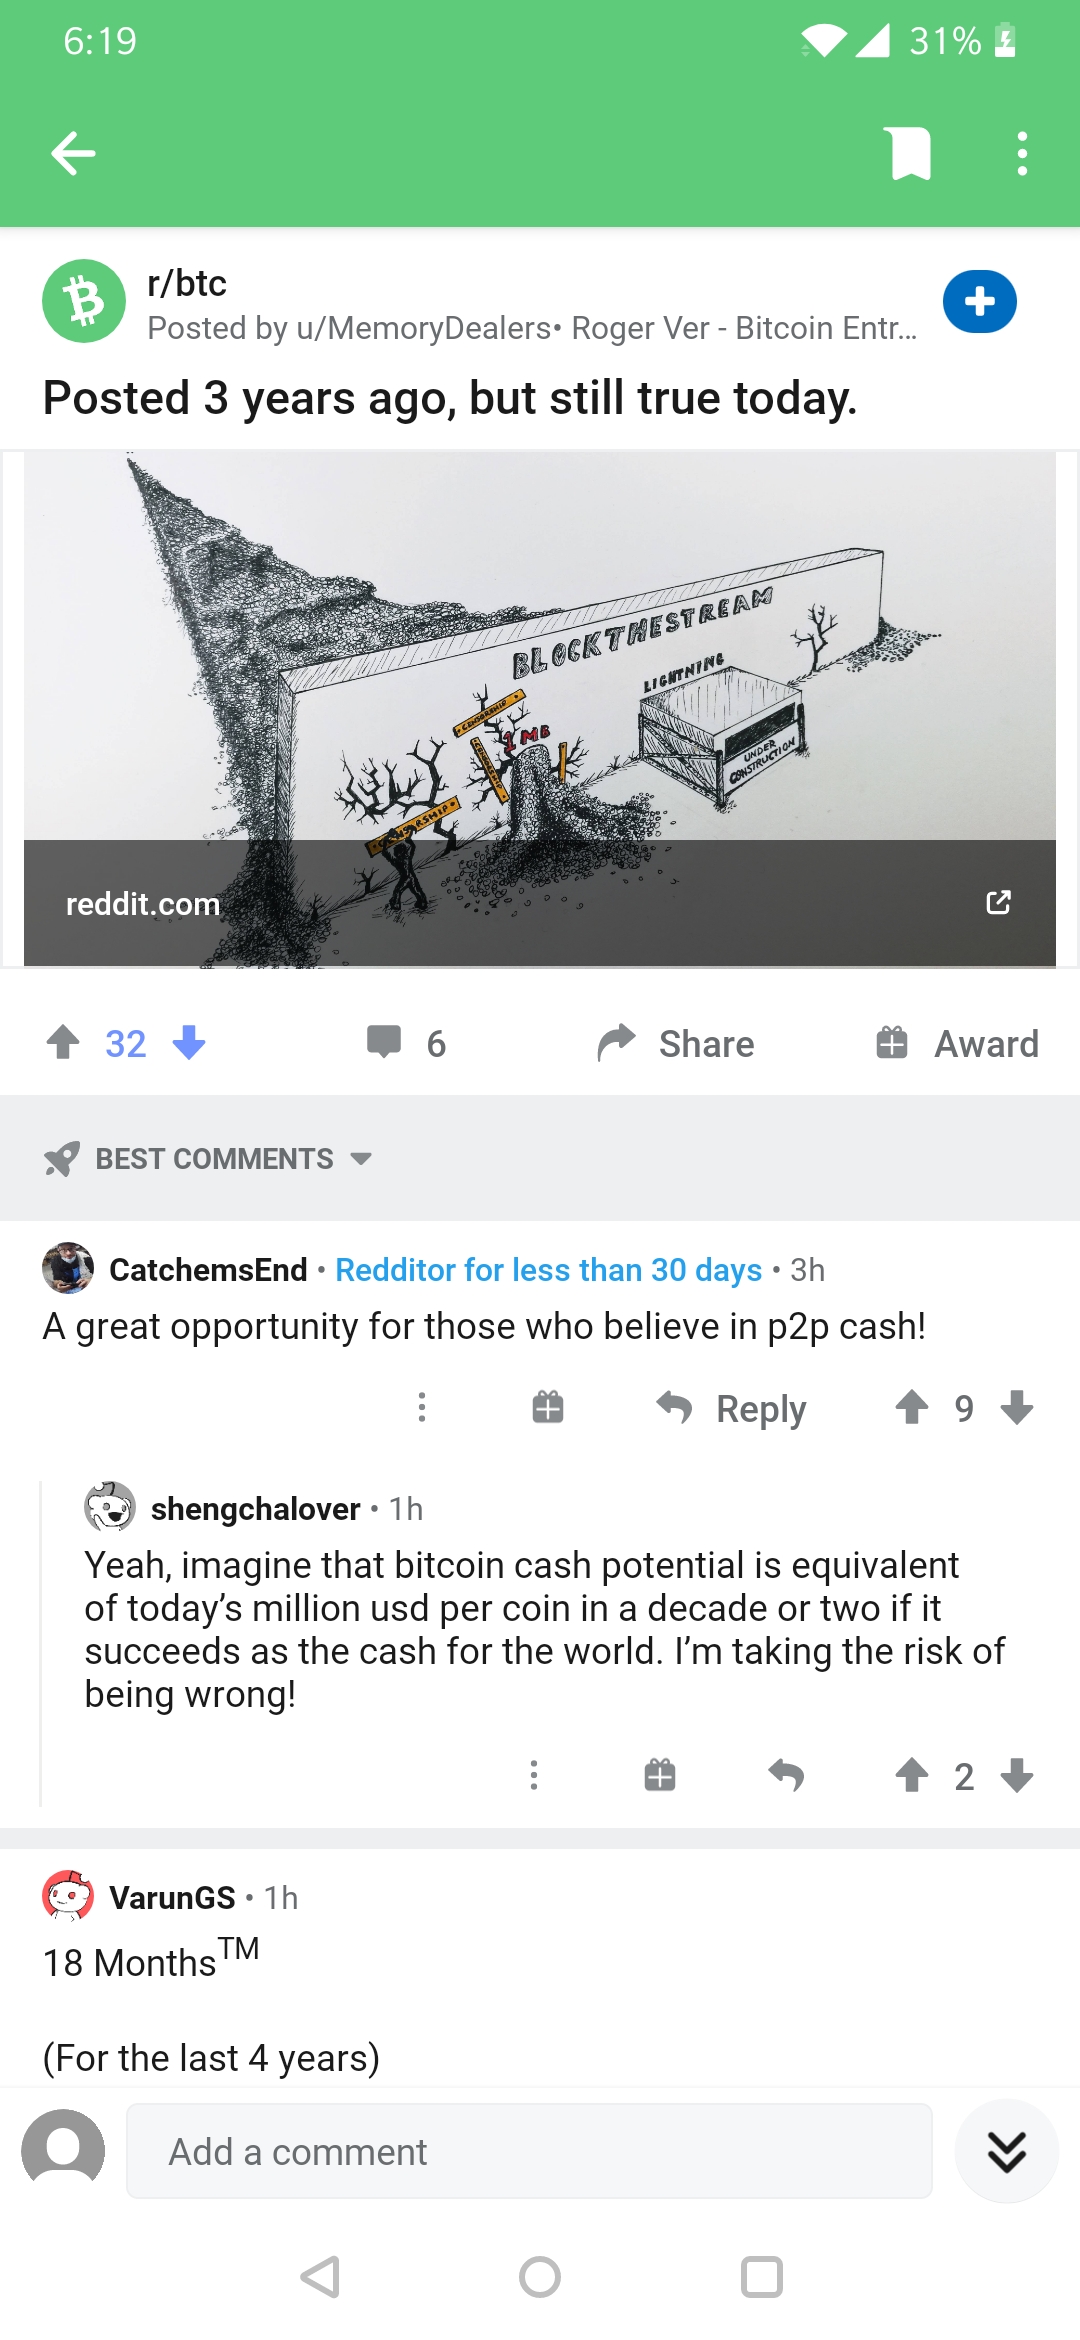 6:19
31%
r/btc
Posted by u/MemoryDealers• Roger Ver - Bitcoin Entr...
Posted 3 years ago, but still true today.
BLOCKTHESTREAM
LIGHTNING
CENSORSHIP
1 MB
CENSORSHIP
UNDER
CONSTRUCTION
CENSORSHIP
reddit.com
32
6
Share
Award
BEST COMMENTS
CatchemsEnd • Redditor for less than 30 days • 3h
A great opportunity for those who believe in p2p cash!
Reply
9
shengchalover • 1h
Yeah, imagine that bitcoin cash potential is equivalent
of today’s million usd per coin in a decade or two if it
succeeds as the cash for the world. I’m taking the risk of
being wrong!
2
VarunGS • 1h
18 Months™
(For the last 4 years)
Add a comment